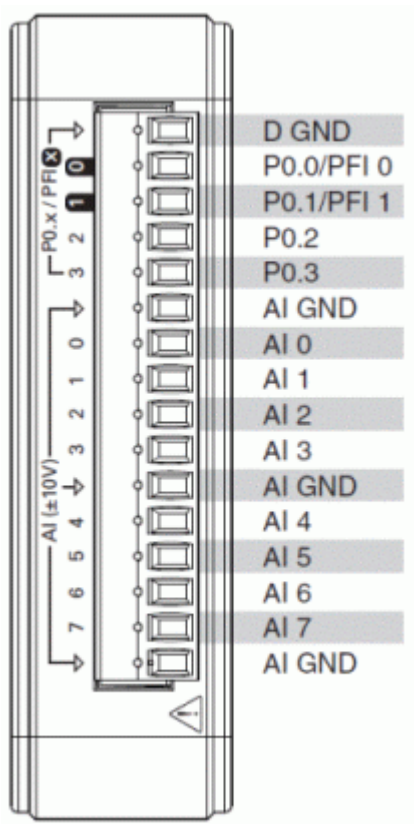 D GND
P0.0/PFI 0
P0.1/PFI 1
P0.2
P0.3
AI GND
AI 0
AI 1
AI 2
AI 3
AI GND
AI 4
AI 5
AI 6
AI 7
AI GND
P0.x / PFI X
0
1
2
3
AI (±10V)
0
1
2
3
4
5
6
7
!